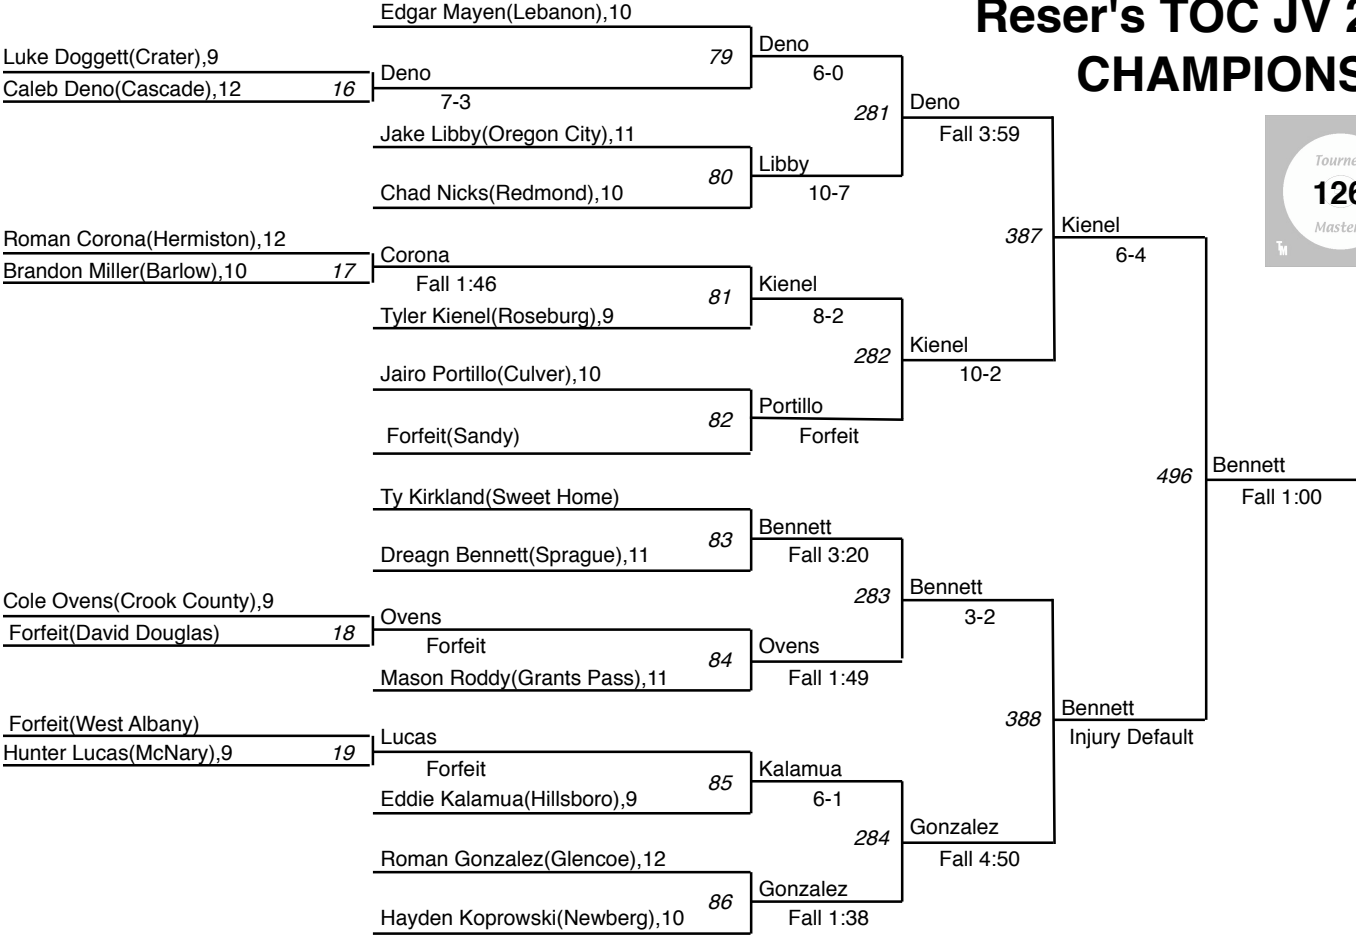 Reser's TOC JV 2
CHAMPIONS
Tourne
126
Master
TM
Edgar Mayen(Lebanon),10
Luke Doggett(Crater),9
Caleb Deno(Cascade),12
16
Deno
7-3
79
Deno
6-0
Jake Libby(Oregon City),11
Chad Nicks(Redmond),10
80
Libby
10-7
281
Deno
Fall 3:59
Roman Corona(Hermiston),12
Brandon Miller(Barlow),10
17
Corona
Fall 1:46
Tyler Kienel(Roseburg),9
81
Kienel
8-2
Jairo Portillo(Culver),10
Forfeit(Sandy)
82
Portillo
Forfeit
282
Kienel
10-2
387
Kienel
6-4
Ty Kirkland(Sweet Home)
Dreagn Bennett(Sprague),11
83
Bennett
Fall 3:20
Cole Ovens(Crook County),9
Forfeit(David Douglas)
18
Ovens
Forfeit
Mason Roddy(Grants Pass),11
84
Ovens
Fall 1:49
283
Bennett
3-2
Forfeit(West Albany)
Hunter Lucas(McNary),9
19
Lucas
Forfeit
Eddie Kalamua(Hillsboro),9
85
Kalamua
6-1
Roman Gonzalez(Glencoe),12
Hayden Koprowski(Newberg),10
86
Gonzalez
Fall 1:38
284
Gonzalez
Fall 4:50
388
Bennett
Injury Default
496
Bennett
Fall 1:00